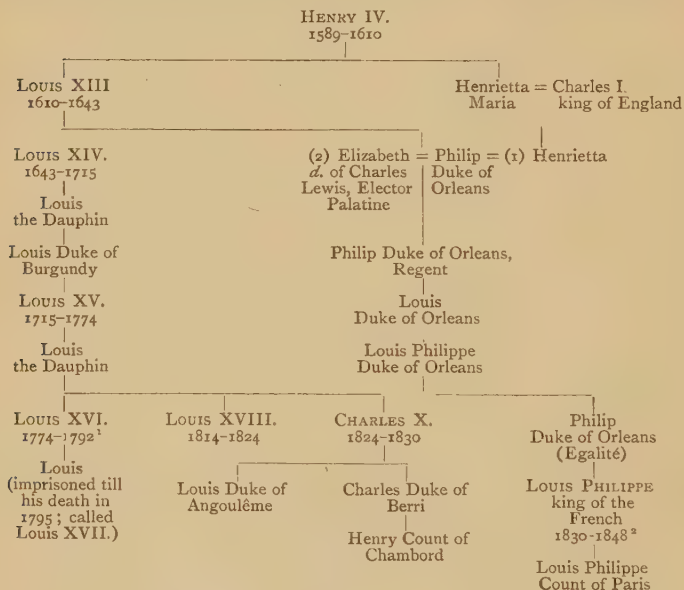 HENRY IV.
1589–1610
LOUIS XIII
1610–1643
Henrietta = Charles I.
Maria king of England
LOUIS XIV.
1643–1715
(2) Elizabeth = Philip = (1) Henrietta
d. of Charles Duke of
Lewis, Elector Orleans
Palatine
Louis
the Dauphin
Louis Duke of
Burgundy
Philip Duke of Orleans,
Regent
LOUIS XV.
1715–1774
Louis
Duke of Orleans
Louis
the Dauphin
Louis Philippe
Duke of Orleans
LOUIS XVI.
1774–1792¹
LOUIS XVIII.
1814–1824
CHARLES X.
1824–1830
Philip
Duke of Orleans
(Egalité)
Louis
(imprisoned till
his death in
1795; called
Louis XVII.)
Louis Duke of
Angoulême
Charles Duke of
Berri
Henry Count of
Chambord
LOUIS PHILIPPE
king of the
French
1830-1848²
Louis Philippe
Count of Paris